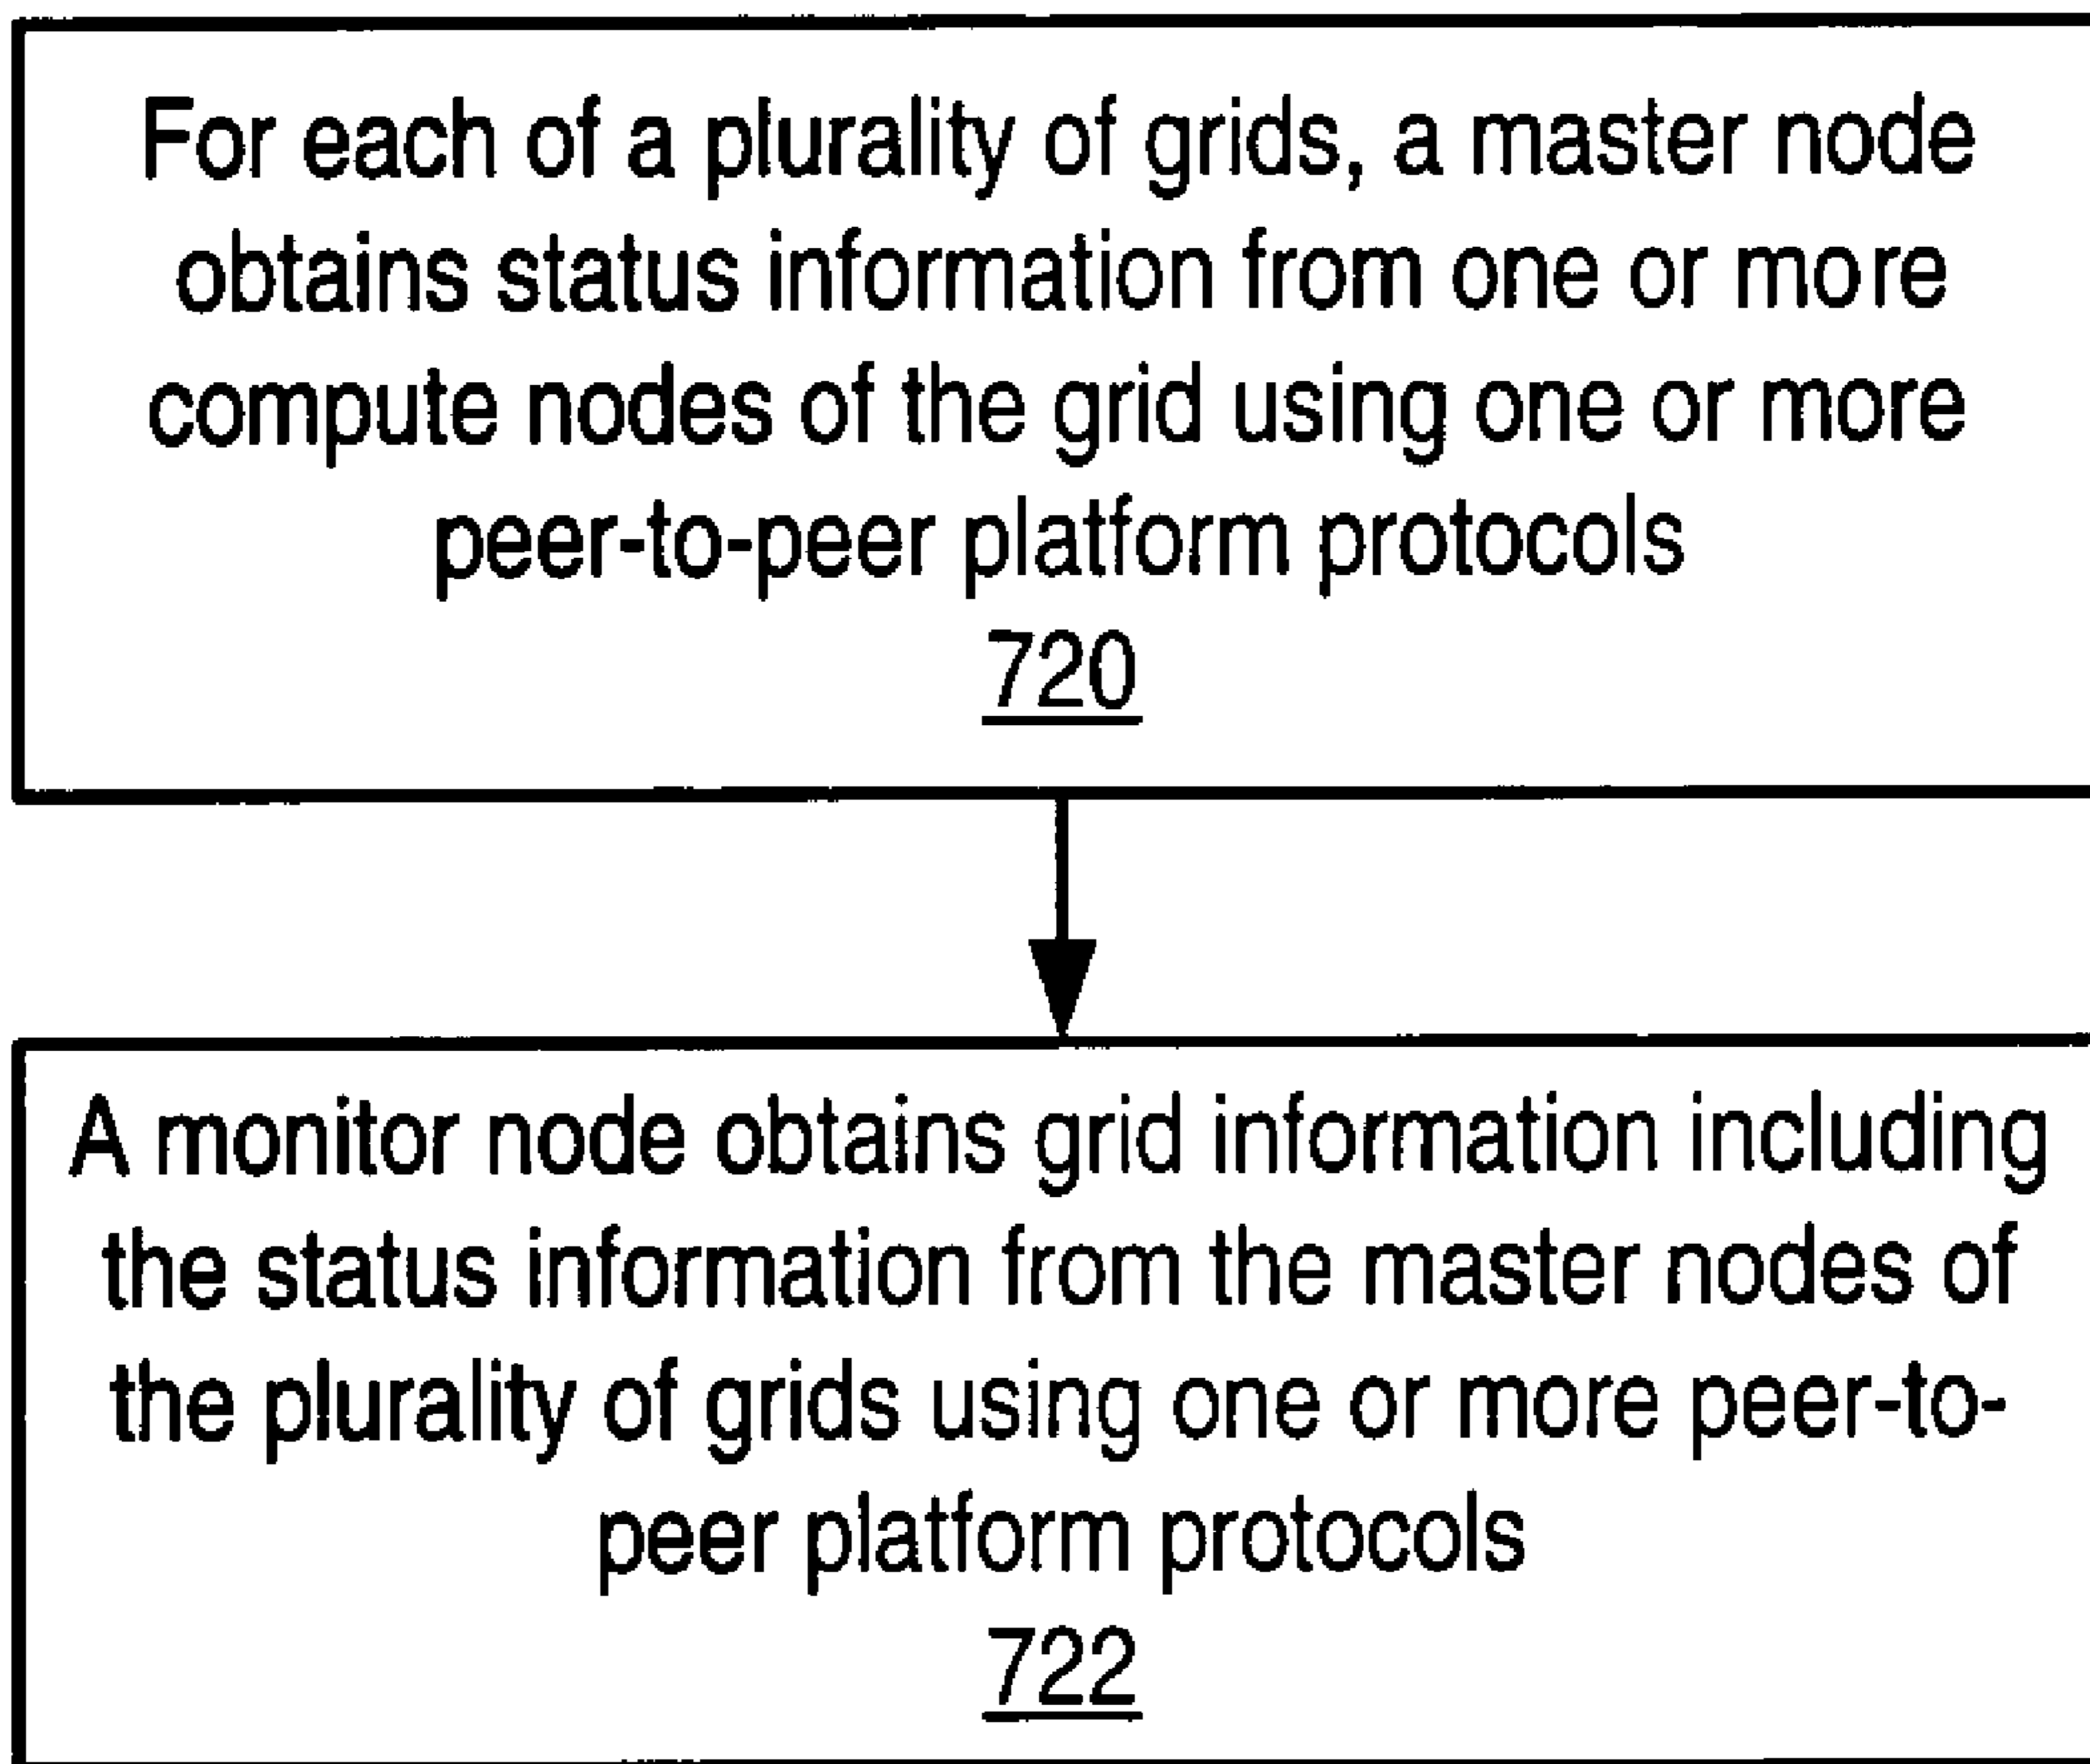 For each of a plurality of grids, a master node
obtains status information from one or more
compute nodes of the grid using one or more
peer-to-peer platform protocols
720
A monitor node obtains grid information including
the status information from the master nodes of
the plurality of grids using one or more peer-to-
peer platform protocols
722